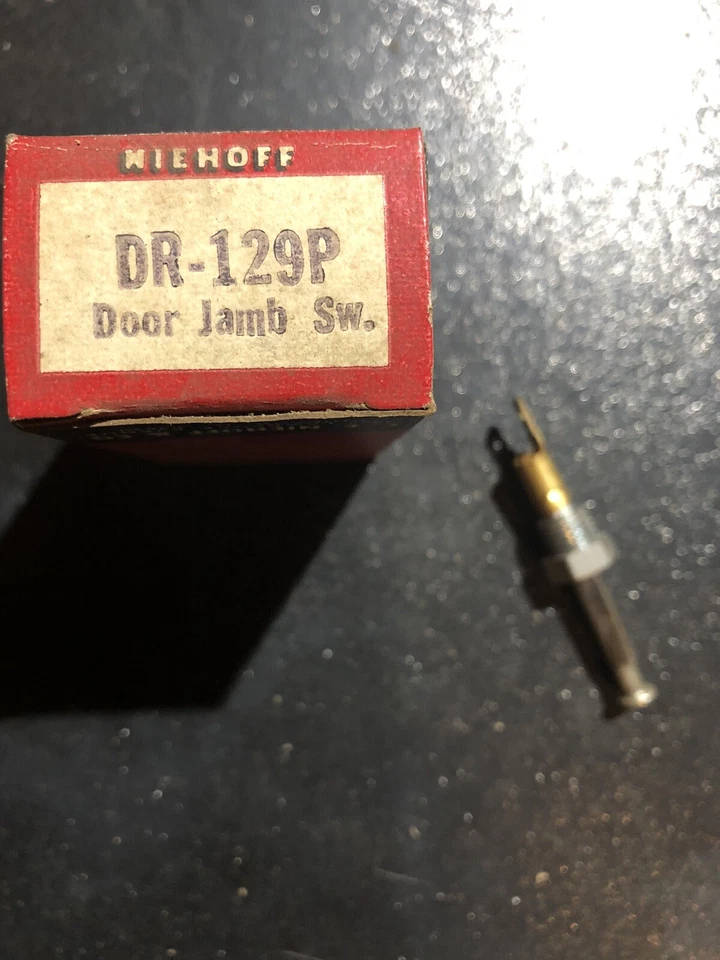 NIEHOFF
DR-129P
Door Jamb Sw.